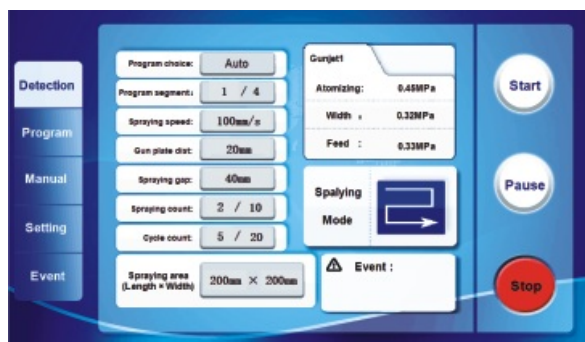 Detection
Program
Manual
Setting
Event
Program choice: Auto
Program segment: 1 / 4
Spraying speed: 100mm/s
Gun plate dist: 20mm
Spraying gap: 40mm
Spraying count: 2 / 10
Cycle count: 5 / 20
Spraying area
(Length × Width) 200mm × 200mm
Gunjet1
Atomizing: 0.45MPa
Width : 0.32MPa
Feed : 0.33MPa
Spalying
Mode
Event :
Start
Pause
Stop